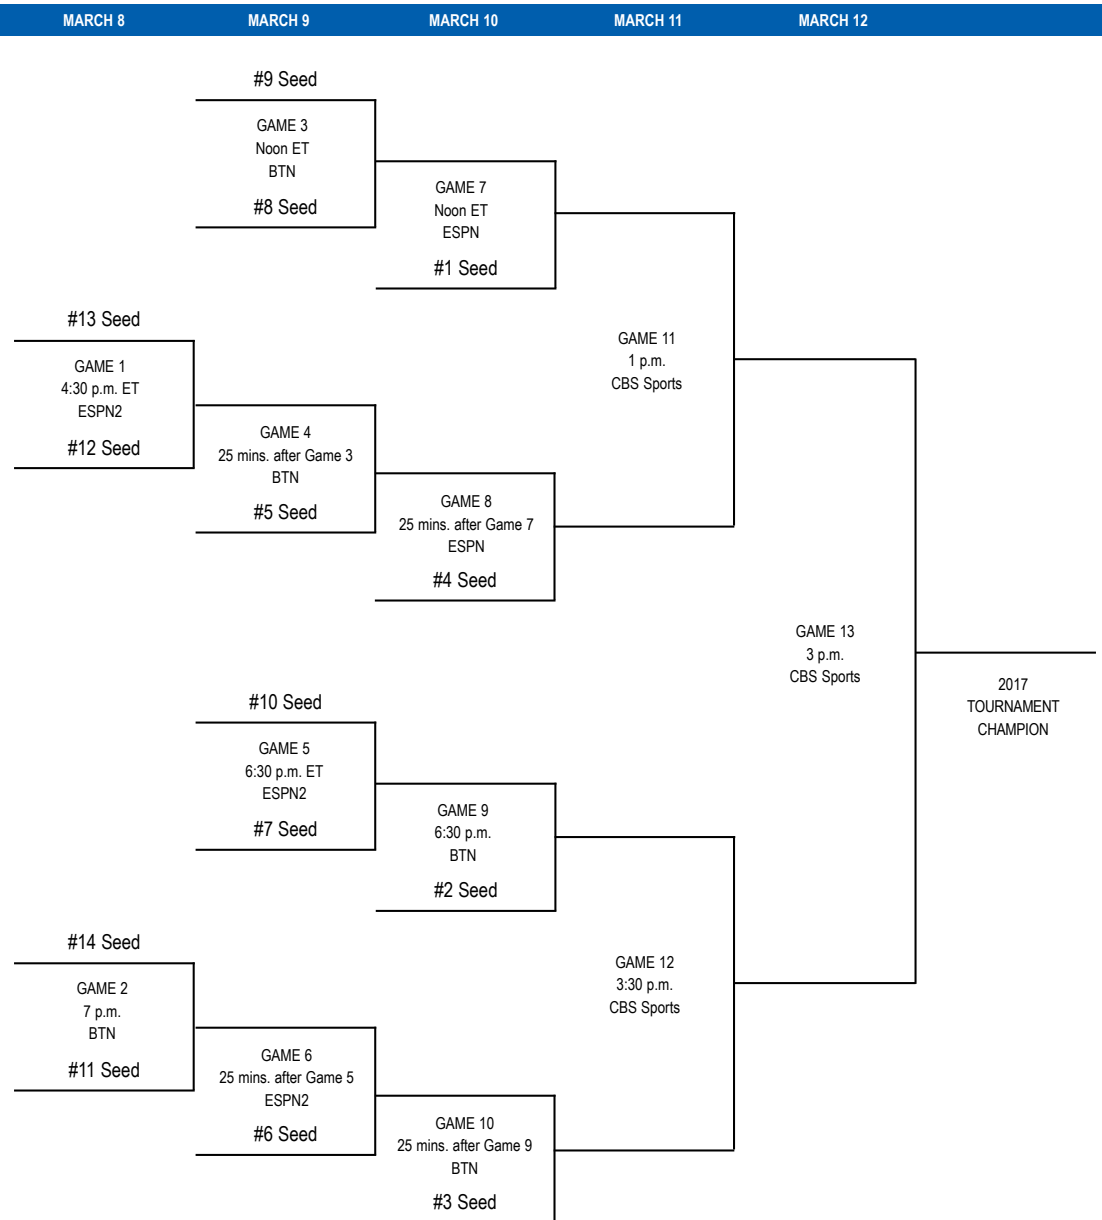 MARCH 8 MARCH 9 MARCH 10 MARCH 11 MARCH 12
#9 Seed
GAME 3
Noon ET
BTN
#8 Seed
GAME 7
Noon ET
ESPN
#1 Seed
#13 Seed
GAME 1
4:30 p.m. ET
ESPN2
#12 Seed
GAME 4
25 mins. after Game 3
BTN
#5 Seed
GAME 8
25 mins. after Game 7
ESPN
#4 Seed
GAME 11
1 p.m.
CBS Sports
GAME 13
3 p.m.
CBS Sports
2017
TOURNAMENT
CHAMPION
#10 Seed
GAME 5
6:30 p.m. ET
ESPN2
#7 Seed
GAME 9
6:30 p.m.
BTN
#2 Seed
#14 Seed
GAME 2
7 p.m.
BTN
#11 Seed
GAME 6
25 mins. after Game 5
ESPN2
#6 Seed
GAME 10
25 mins. after Game 9
BTN
#3 Seed
GAME 12
3:30 p.m.
CBS Sports